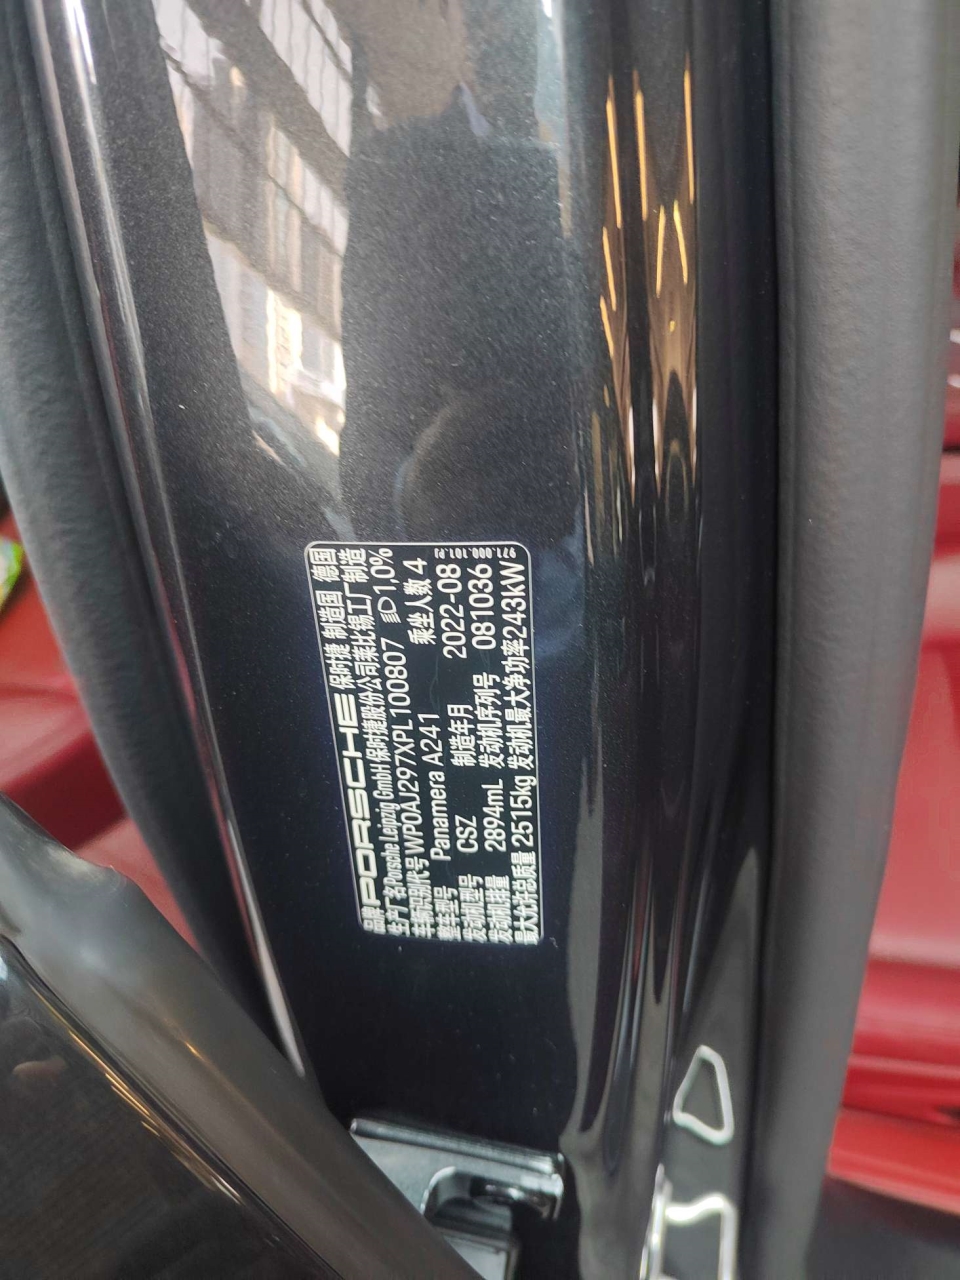 品牌 PORSCHE 保时捷 制造国 德国
生产厂名 Porsche Leipzig GmbH 保时捷股份公司莱比锡工厂制造
车辆识别代号 WP0AJ297XPL100807 1,0%
整车型号 Panamera A241 乘坐人数 4
发动机型号 CSZ 制造年月 2022-08
发动机排量 2894mL 发动机序列号 081036
最大允许总质量 2515kg 发动机最大净功率 243kW
971.000.101.PJ